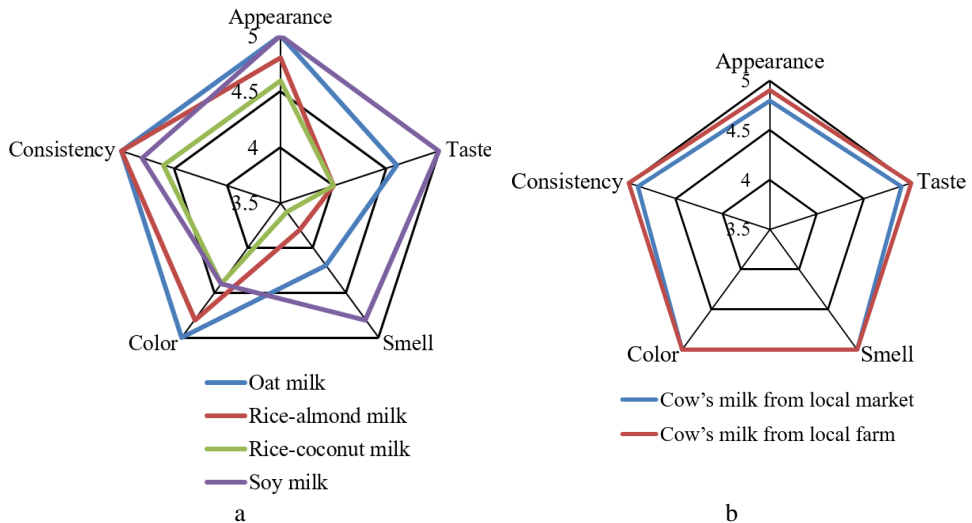 Appearance
5
4.5
4
3.5
Consistency
Taste
Color
Smell
Oat milk
Rice-almond milk
Rice-coconut milk
Soy milk
a
Appearance
5
4.5
4
3.5
Consistency
Taste
Color
Smell
Cow's milk from local market
Cow's milk from local farm
b